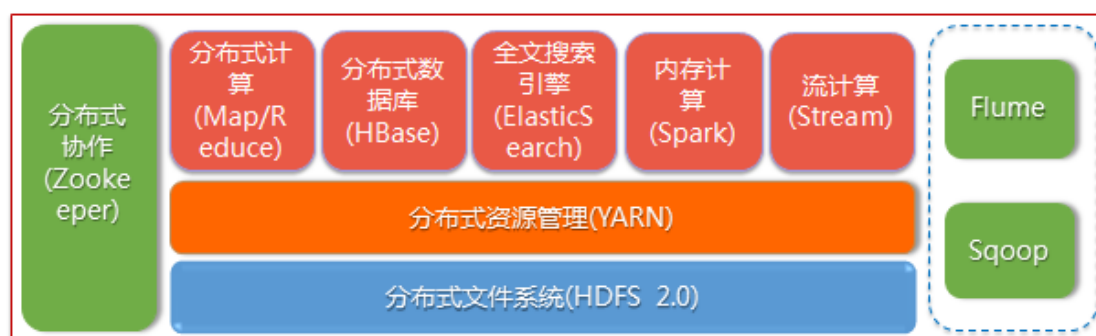 分布式
协作
(Zooke
eper)
分布式计
算
(Map/R
educe)
分布式数
据库
(HBase)
全文搜索
引擎
(ElasticS
earch)
内存计
算
(Spark)
流计算
(Stream)
分布式资源管理(YARN)
分布式文件系统(HDFS 2.0)
Flume
Sqoop